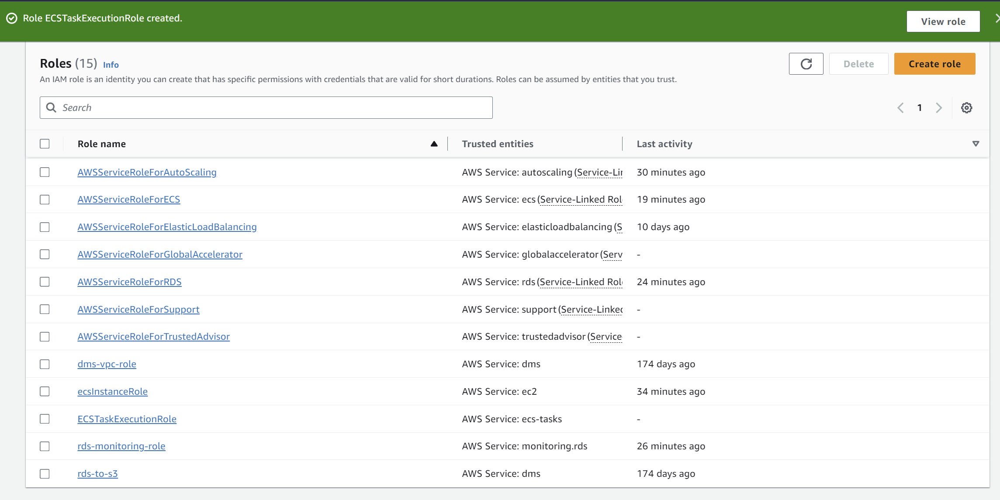 Role ECSTaskExecutionRole created.
View role
Roles (15) Info
Delete
Create role
An IAM role is an identity you can create that has specific permissions with credentials that are valid for short durations. Roles can be assumed by entities that you trust.
Search
1
Role name Trusted entities Last activity
AWSServiceRoleForAutoScaling AWS Service: autoscaling (Service-Lin 30 minutes ago
AWSServiceRoleForECS AWS Service: ecs (Service-Linked Rol 19 minutes ago
AWSServiceRoleForElasticLoadBalancing AWS Service: elasticloadbalancing (S 10 days ago
AWSServiceRoleForGlobalAccelerator AWS Service: globalaccelerator (Serv -
AWSServiceRoleForRDS AWS Service: rds (Service-Linked Rol 24 minutes ago
AWSServiceRoleForSupport AWS Service: support (Service-Linked -
AWSServiceRoleForTrustedAdvisor AWS Service: trustedadvisor (Service- -
dms-vpc-role AWS Service: dms 174 days ago
ecsInstanceRole AWS Service: ec2 34 minutes ago
ECSTaskExecutionRole AWS Service: ecs-tasks -
rds-monitoring-role AWS Service: monitoring.rds 26 minutes ago
rds-to-s3 AWS Service: dms 174 days ago